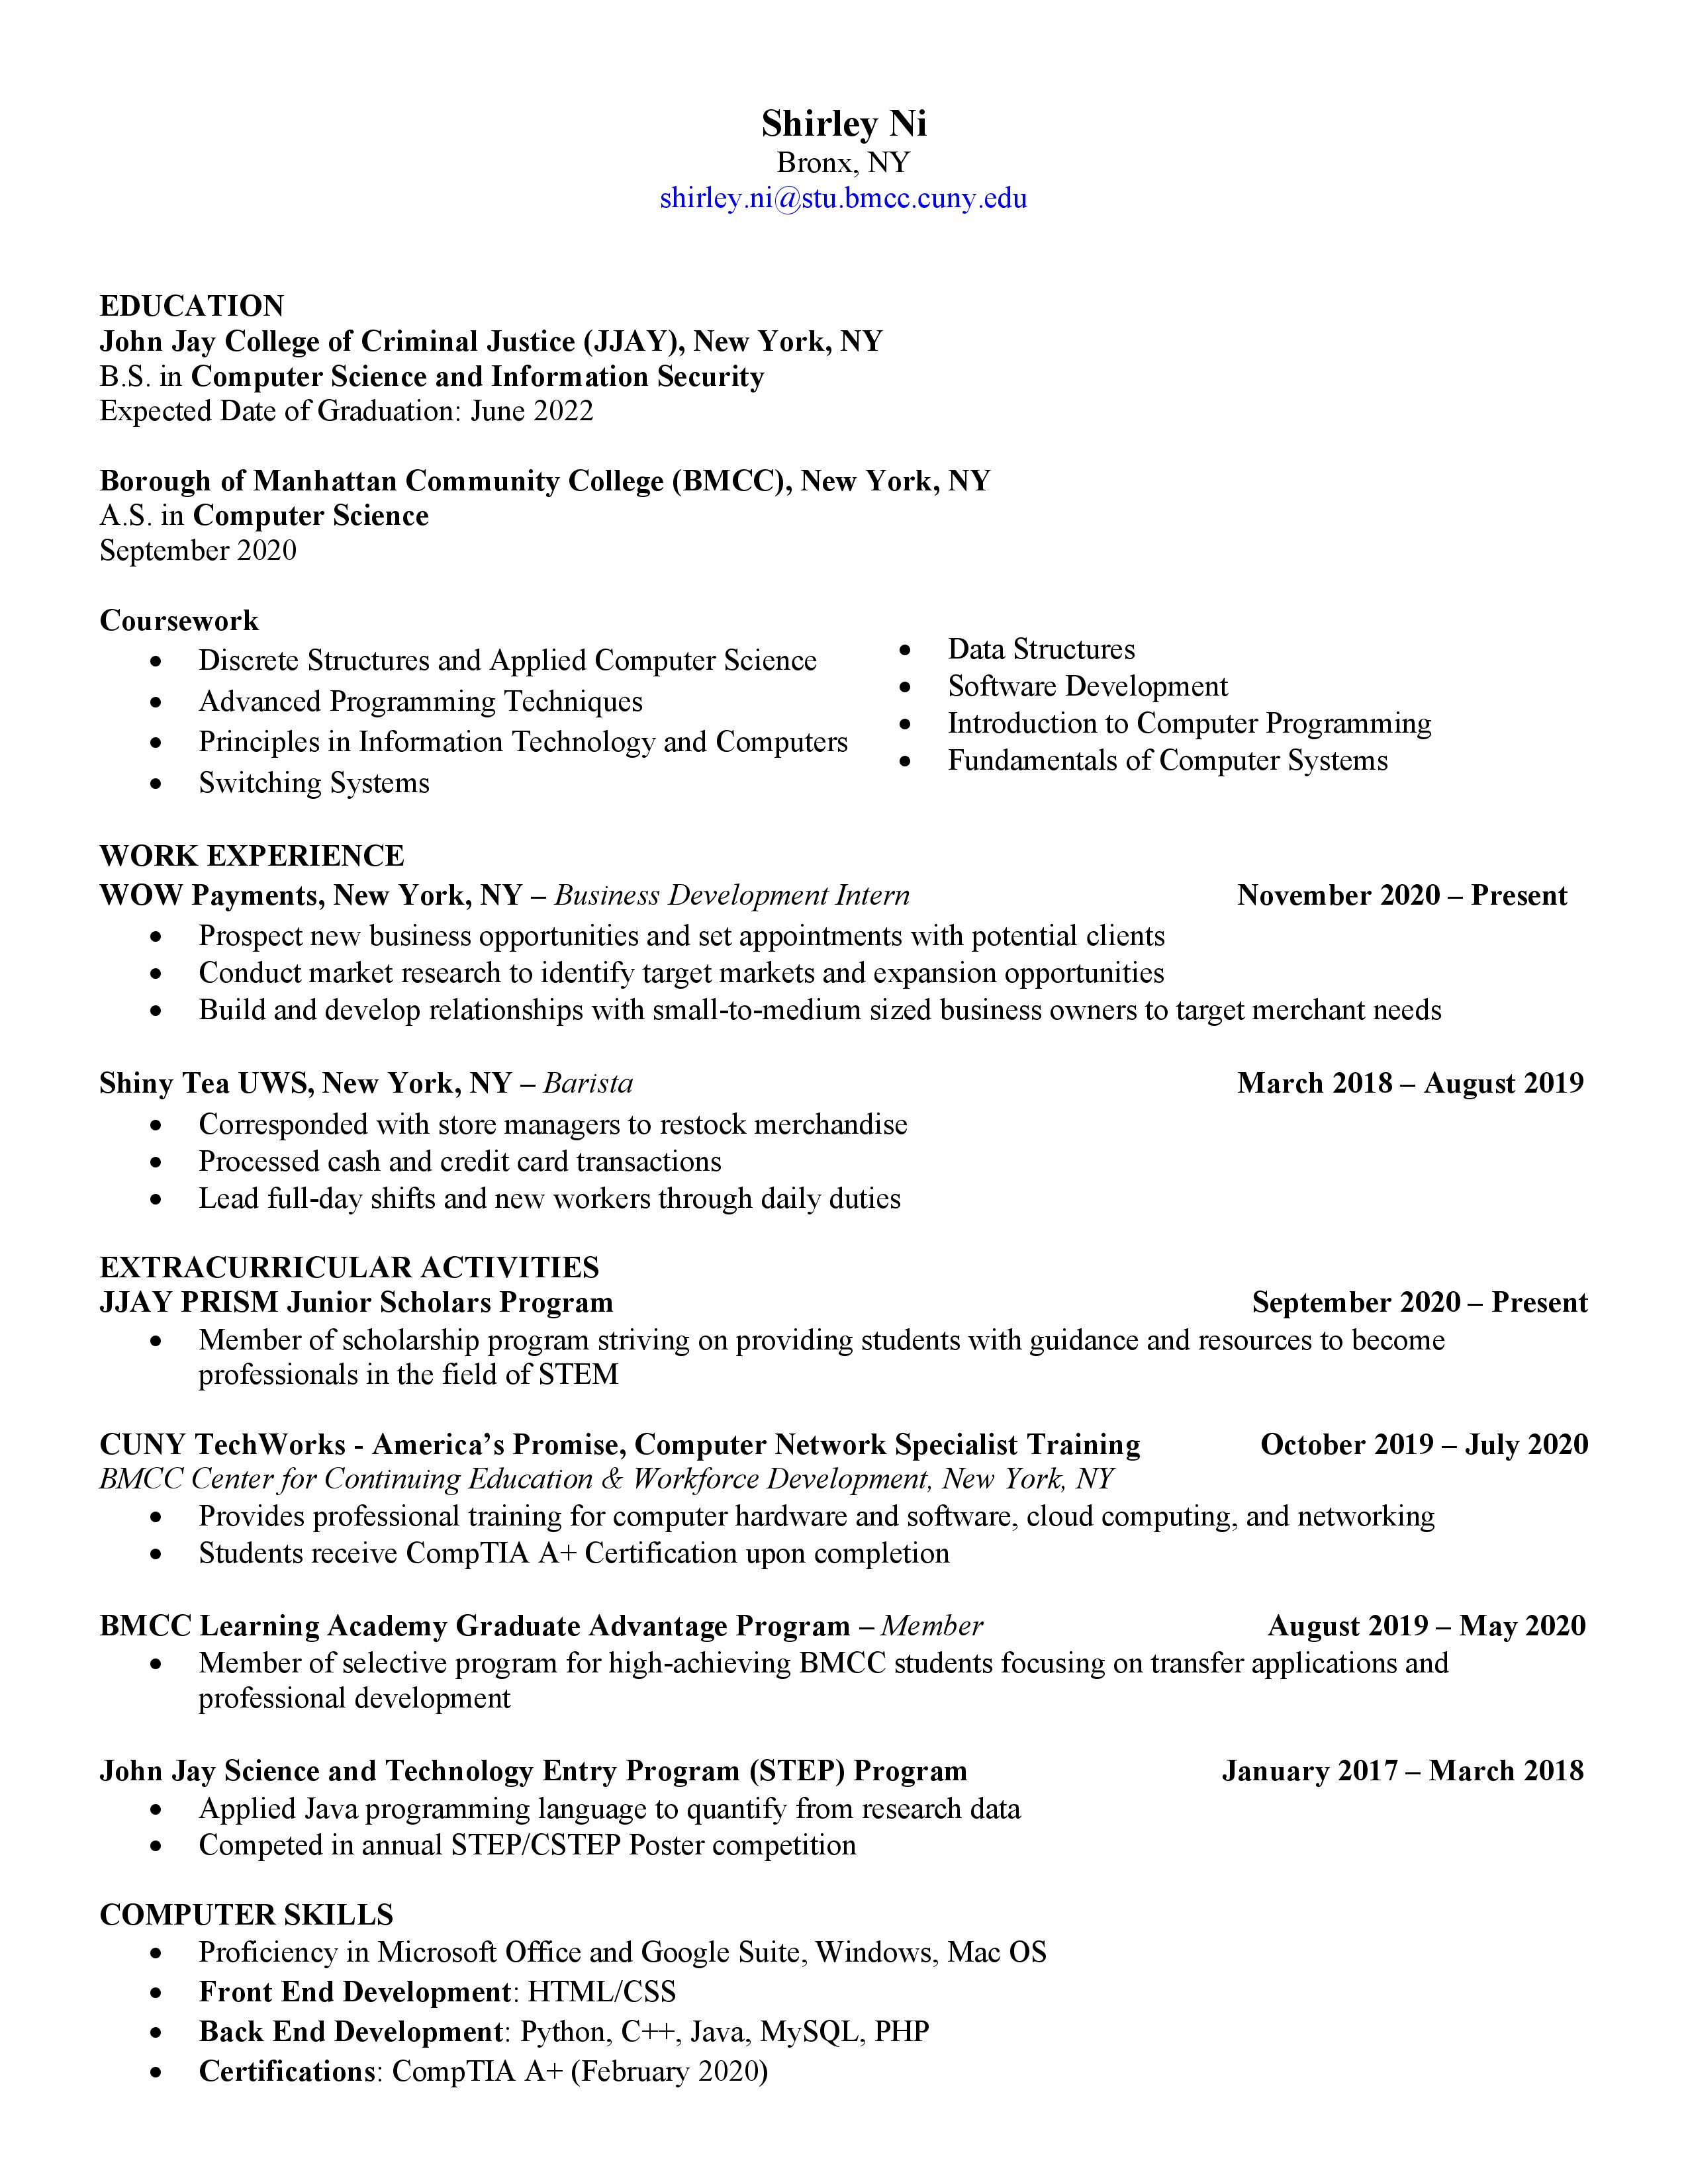 Shirley Ni
Bronx, NY
shirley.ni@stu.bmcc.cuny.edu
EDUCATION
John Jay College of Criminal Justice (JJAY), New York, NY
B.S. in Computer Science and Information Security
Expected Date of Graduation: June 2022
Borough of Manhattan Community College (BMCC), New York, NY
A.S. in Computer Science
September 2020
Coursework
• Discrete Structures and Applied Computer Science
• Advanced Programming Techniques
• Principles in Information Technology and Computers
• Switching Systems
• Data Structures
• Software Development
• Introduction to Computer Programming
• Fundamentals of Computer Systems
WORK EXPERIENCE
WOW Payments, New York, NY – Business Development Intern November 2020 – Present
• Prospect new business opportunities and set appointments with potential clients
• Conduct market research to identify target markets and expansion opportunities
• Build and develop relationships with small-to-medium sized business owners to target merchant needs
Shiny Tea UWS, New York, NY – Barista March 2018 – August 2019
• Corresponded with store managers to restock merchandise
• Processed cash and credit card transactions
• Lead full-day shifts and new workers through daily duties
EXTRACURRICULAR ACTIVITIES
JJAY PRISM Junior Scholars Program September 2020 – Present
• Member of scholarship program striving on providing students with guidance and resources to become
professionals in the field of STEM
CUNY TechWorks - America’s Promise, Computer Network Specialist Training October 2019 – July 2020
BMCC Center for Continuing Education & Workforce Development, New York, NY
• Provides professional training for computer hardware and software, cloud computing, and networking
• Students receive CompTIA A+ Certification upon completion
BMCC Learning Academy Graduate Advantage Program – Member August 2019 – May 2020
• Member of selective program for high-achieving BMCC students focusing on transfer applications and
professional development
John Jay Science and Technology Entry Program (STEP) Program January 2017 – March 2018
• Applied Java programming language to quantify from research data
• Competed in annual STEP/CSTEP Poster competition
COMPUTER SKILLS
• Proficiency in Microsoft Office and Google Suite, Windows, Mac OS
• Front End Development: HTML/CSS
• Back End Development: Python, C++, Java, MySQL, PHP
• Certifications: CompTIA A+ (February 2020)